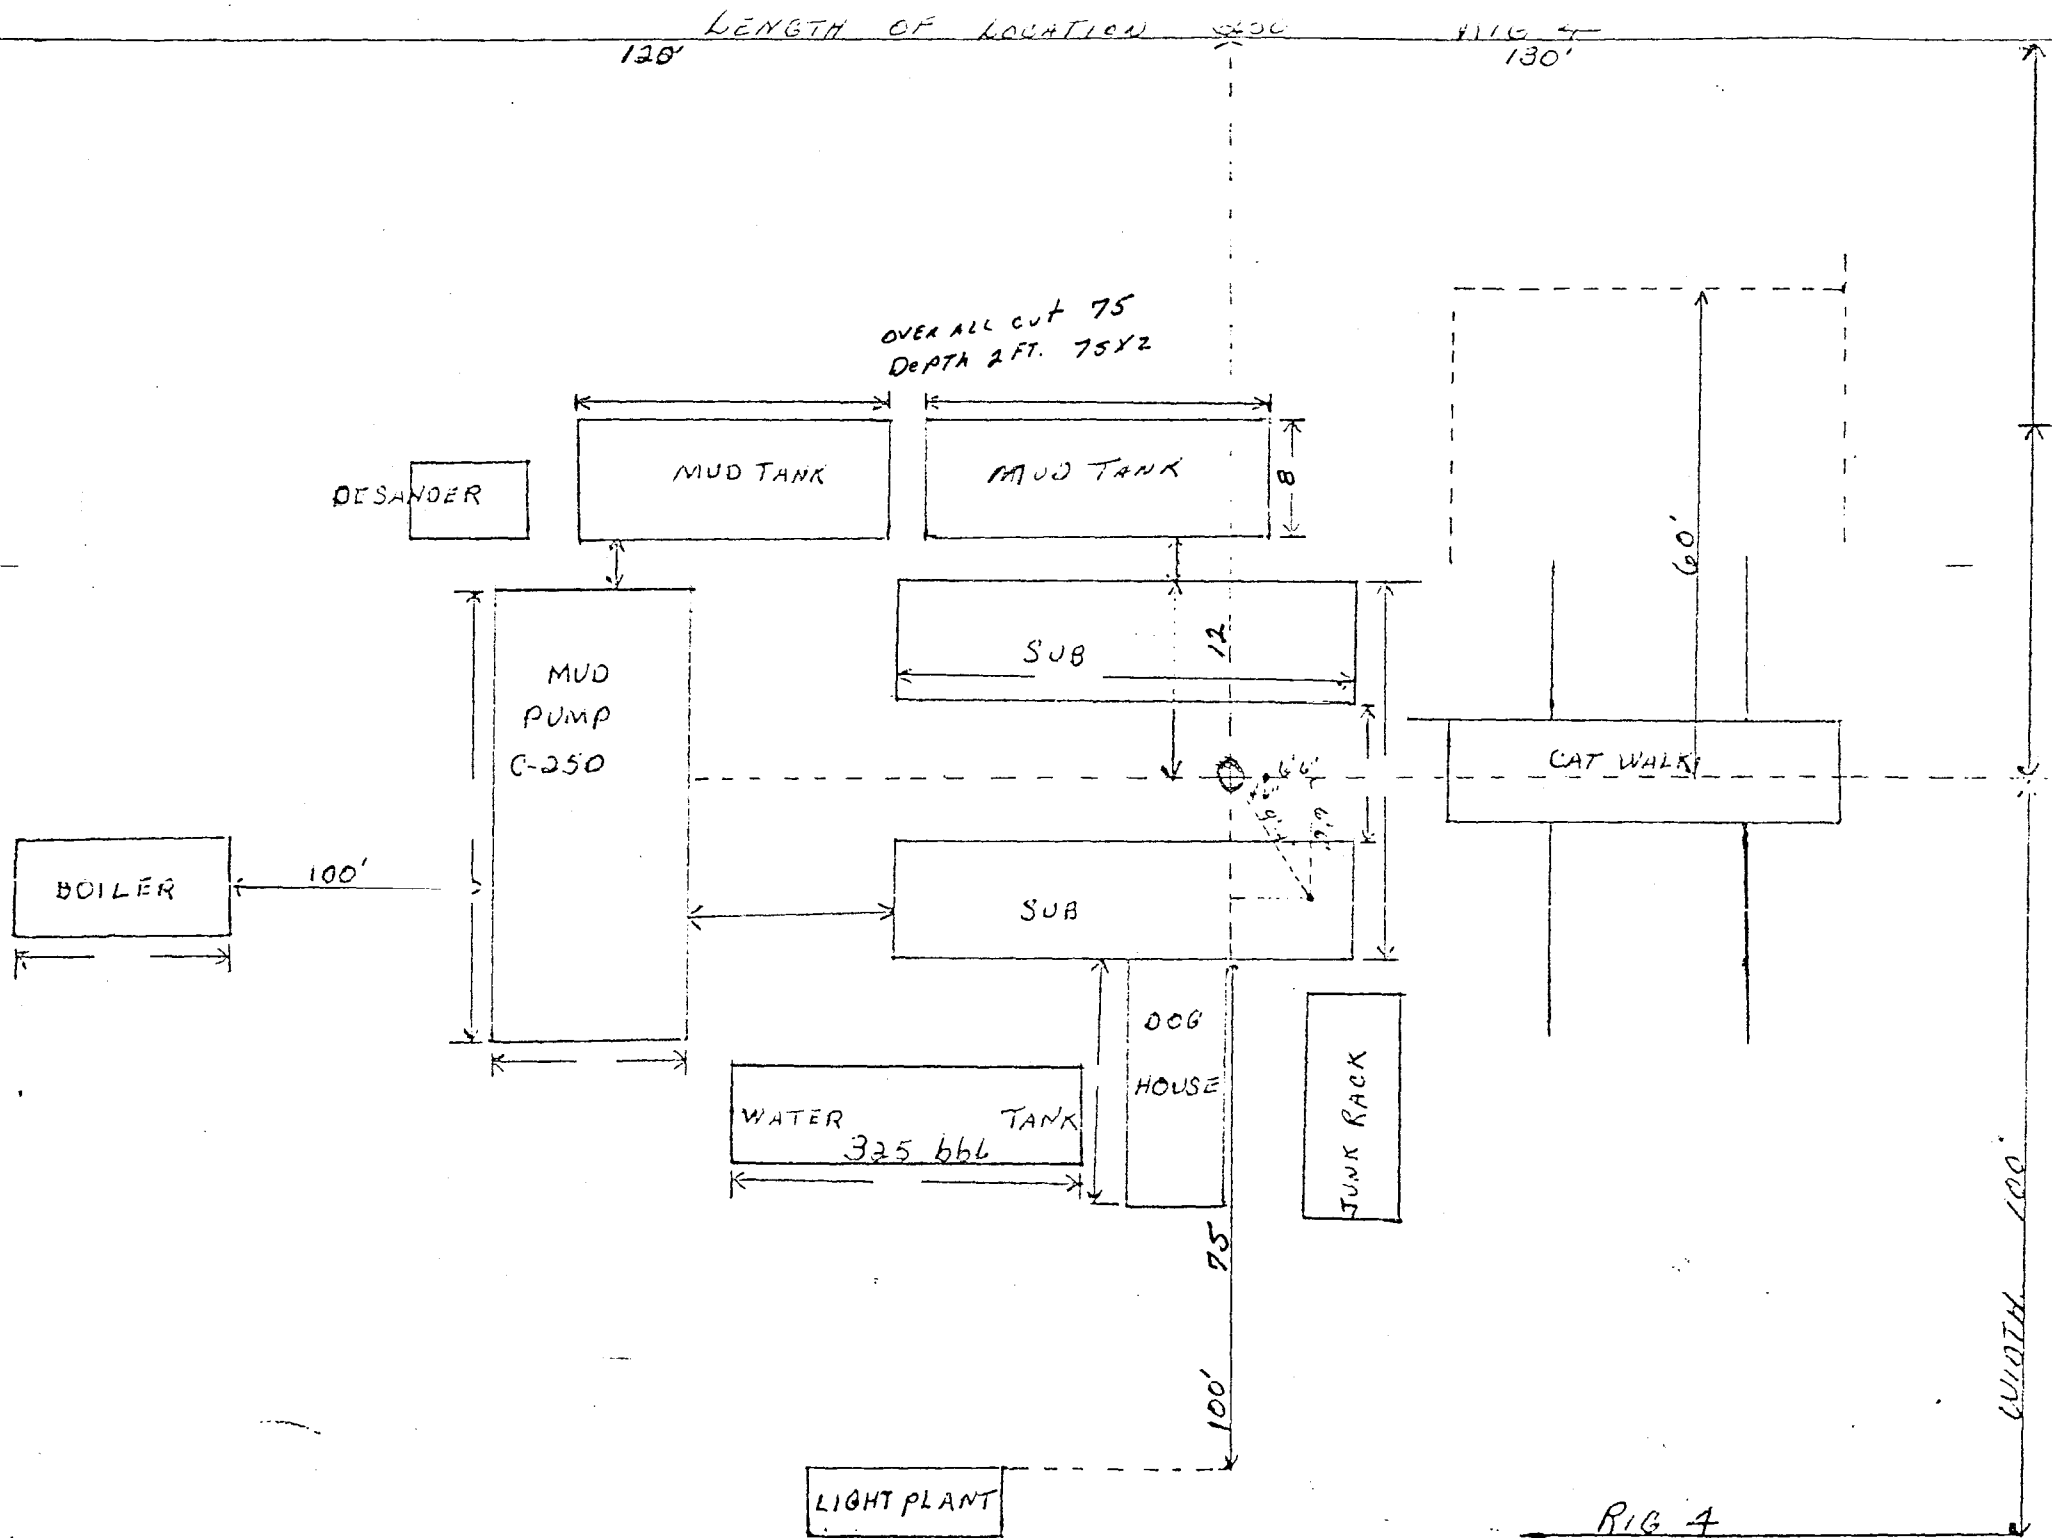 LENGTH OF LOCATION RIG 4
120' 130'
OVER ALL cut 75
DEPTH 2 FT. 75X2
MUD TANK
MUD TANK
8
DESANDER
60'
SUB
12
MUD
PUMP
C-250
CAT WALK
BOILER
100'
SUB
DOG
HOUSE
WATER TANK
325 bbl
JUNK RACK
75
100'
WIDTH 100'
LIGHT PLANT
RIG 4